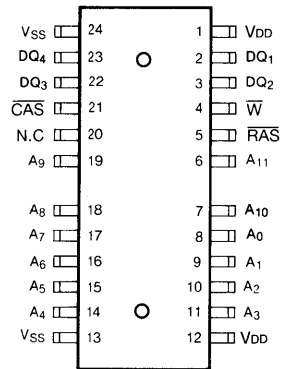 VSS 24 1 VDD
DQ4 23 2 DQ1
DQ3 22 3 DQ2
C̅A̅S̅ 21 4 W̅
N.C 20 5 R̅A̅S̅
A9 19 6 A11
A8 18 7 A10
A7 17 8 A0
A6 16 9 A1
A5 15 10 A2
A4 14 11 A3
VSS 13 12 VDD